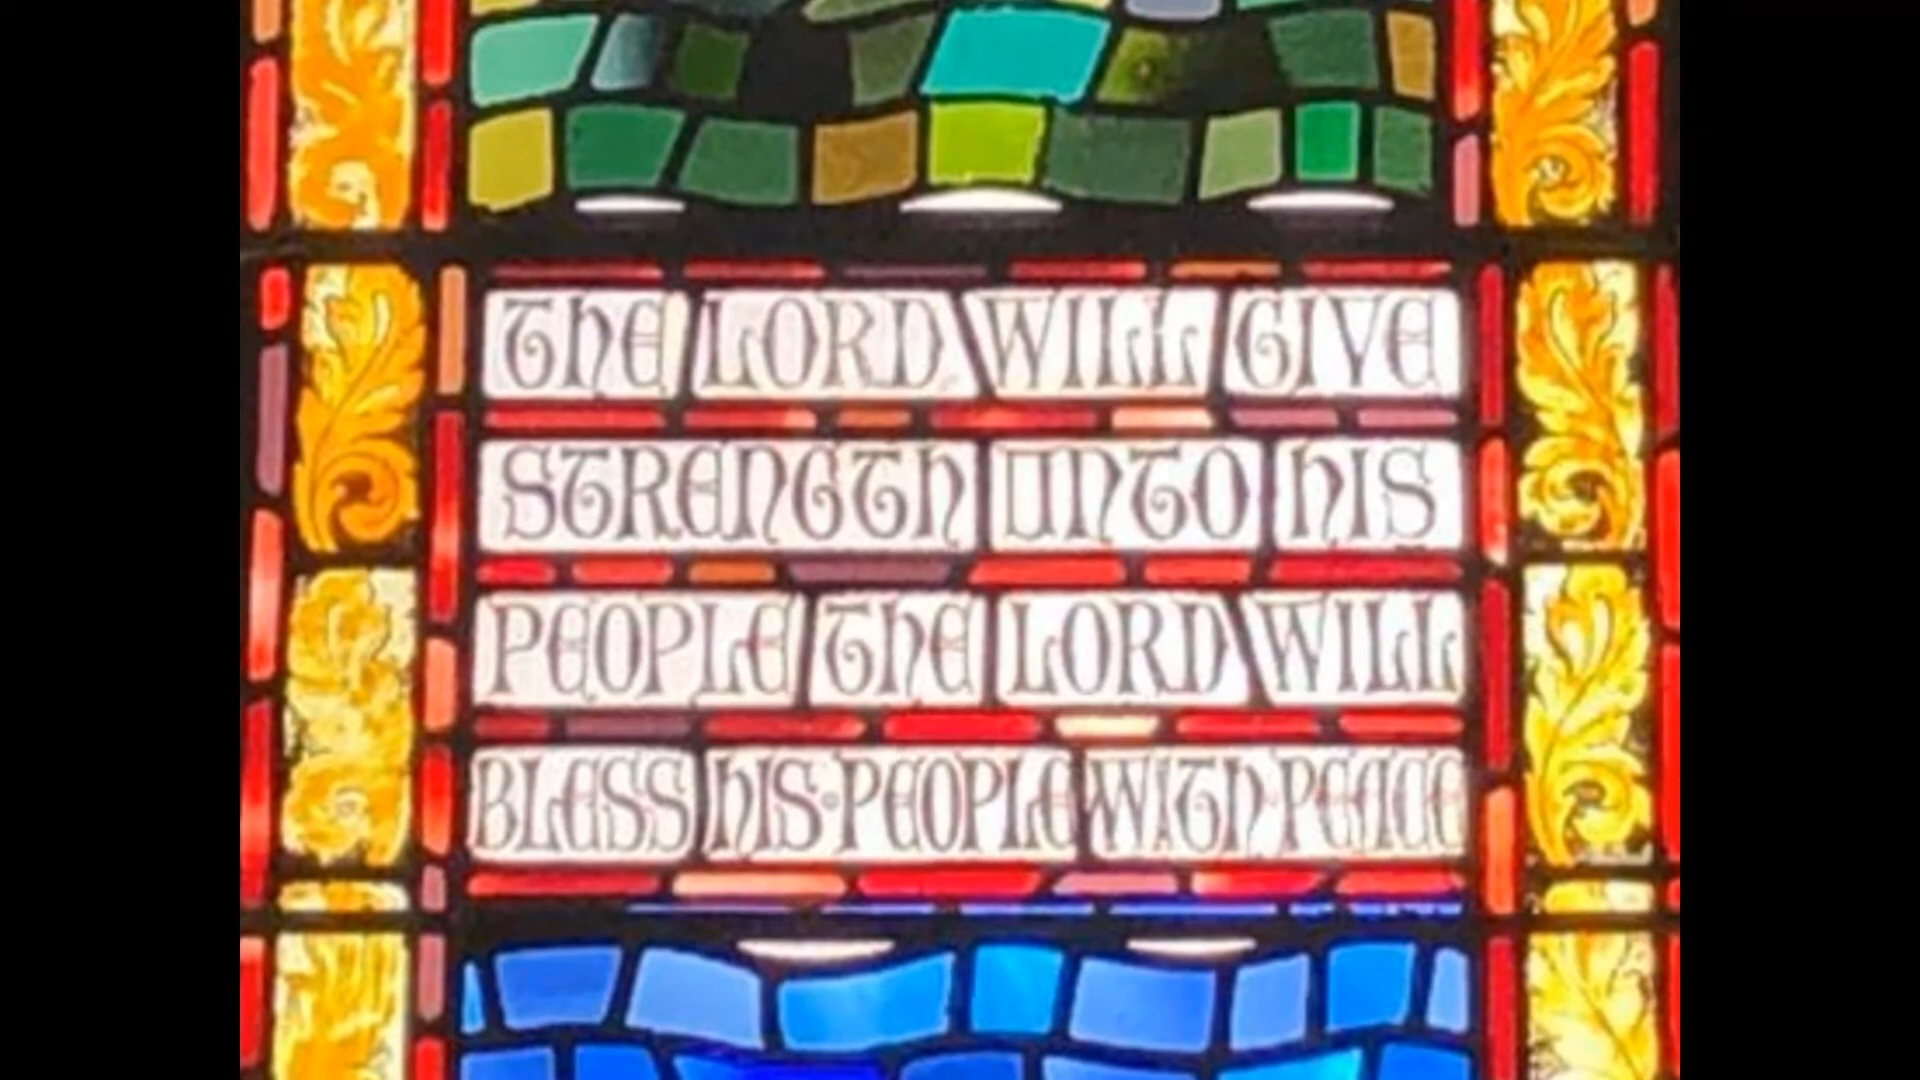 THE LORD WILL GIVE
STRENGTH UNTO HIS
PEOPLE THE LORD WILL
BLESS HIS·PEOPLE WITH PEACE